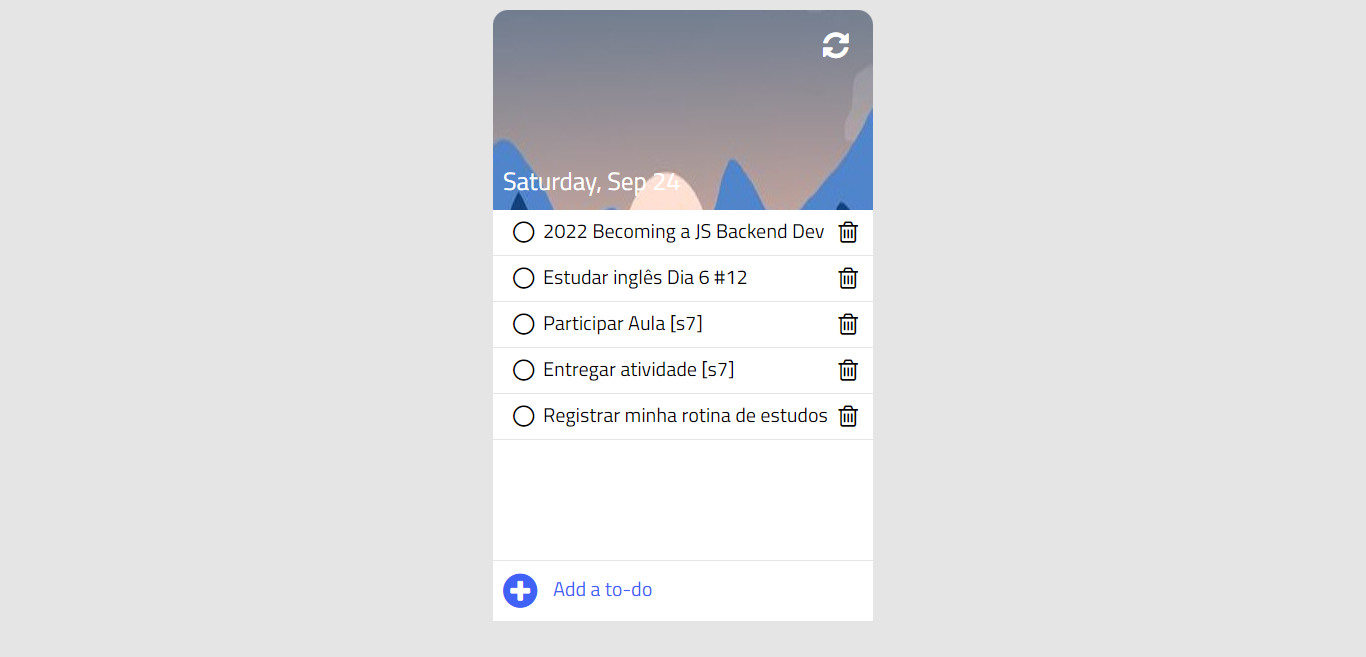 Saturday, Sep 24
2022 Becoming a JS Backend Dev
Estudar inglês Dia 6 #12
Participar Aula [s7]
Entregar atividade [s7]
Registrar minha rotina de estudos
Add a to-do